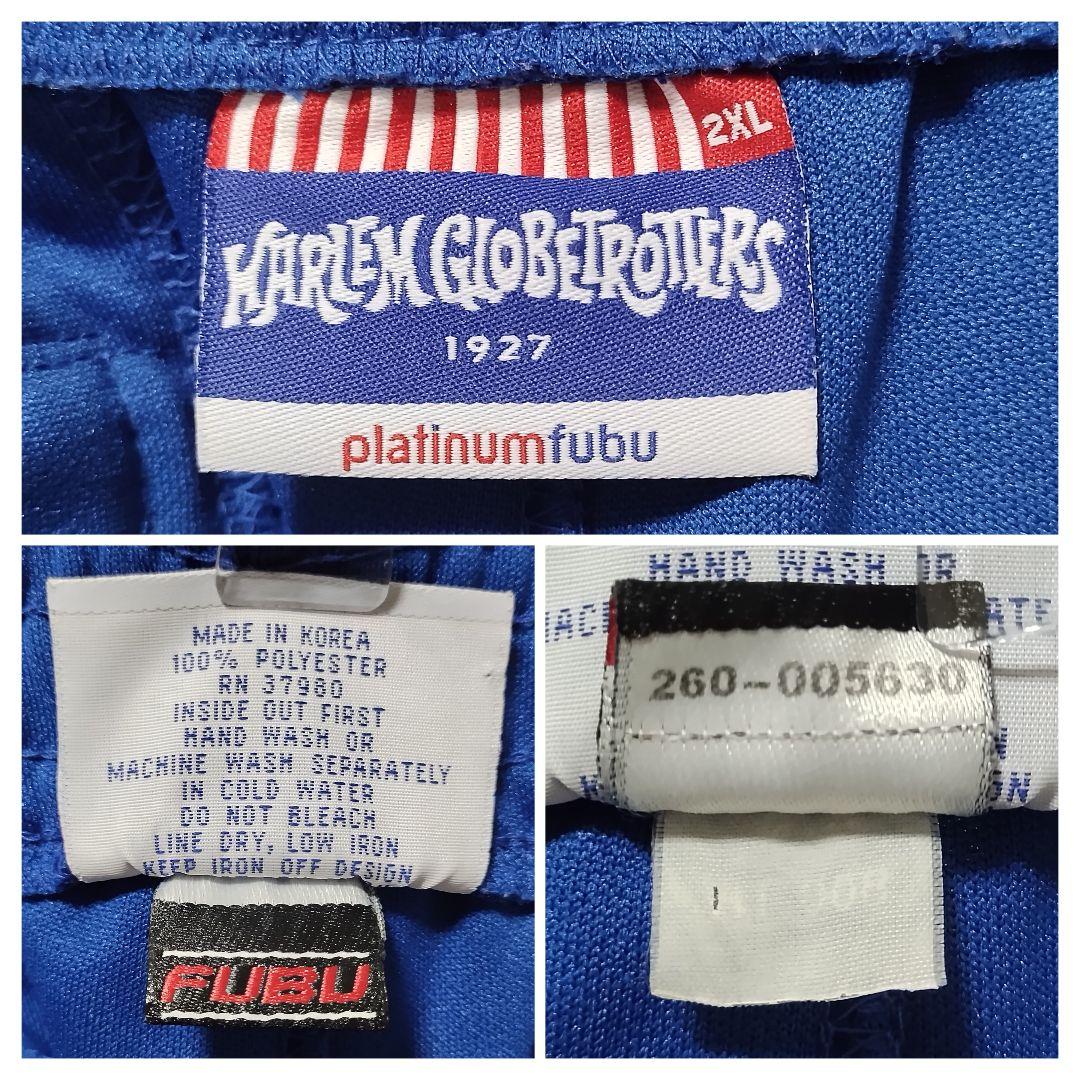 2XL
HARLEM GLOBETROTTERS
1927
platinumfubu
MADE IN KOREA
100% POLYESTER
RN 37980
INSIDE OUT FIRST
HAND WASH OR
MACHINE WASH SEPARATELY
IN COLD WATER
DO NOT BLEACH
LINE DRY, LOW IRON
KEEP IRON OFF DESIGN
FUBU
HAND WASH OR
260-005630